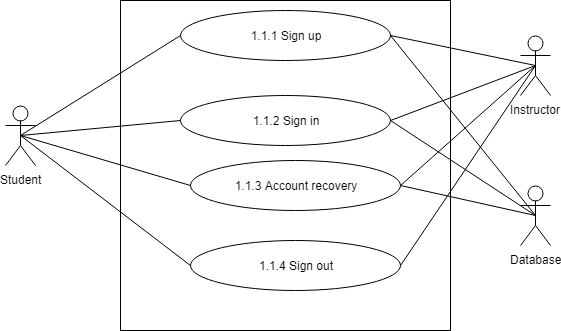 1.1.1 Sign up
1.1.2 Sign in
Instructor
Student
1.1.3 Account recovery
1.1.4 Sign out
Database